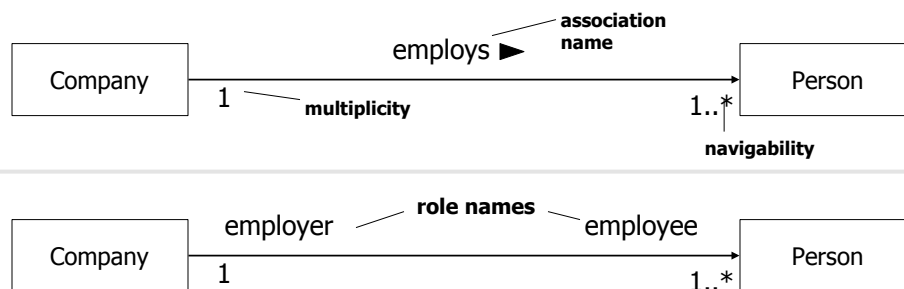 association
name
employs ►
Company
Person
1
multiplicity
1..*
navigability
role names
employer
employee
Company
Person
1
1..*